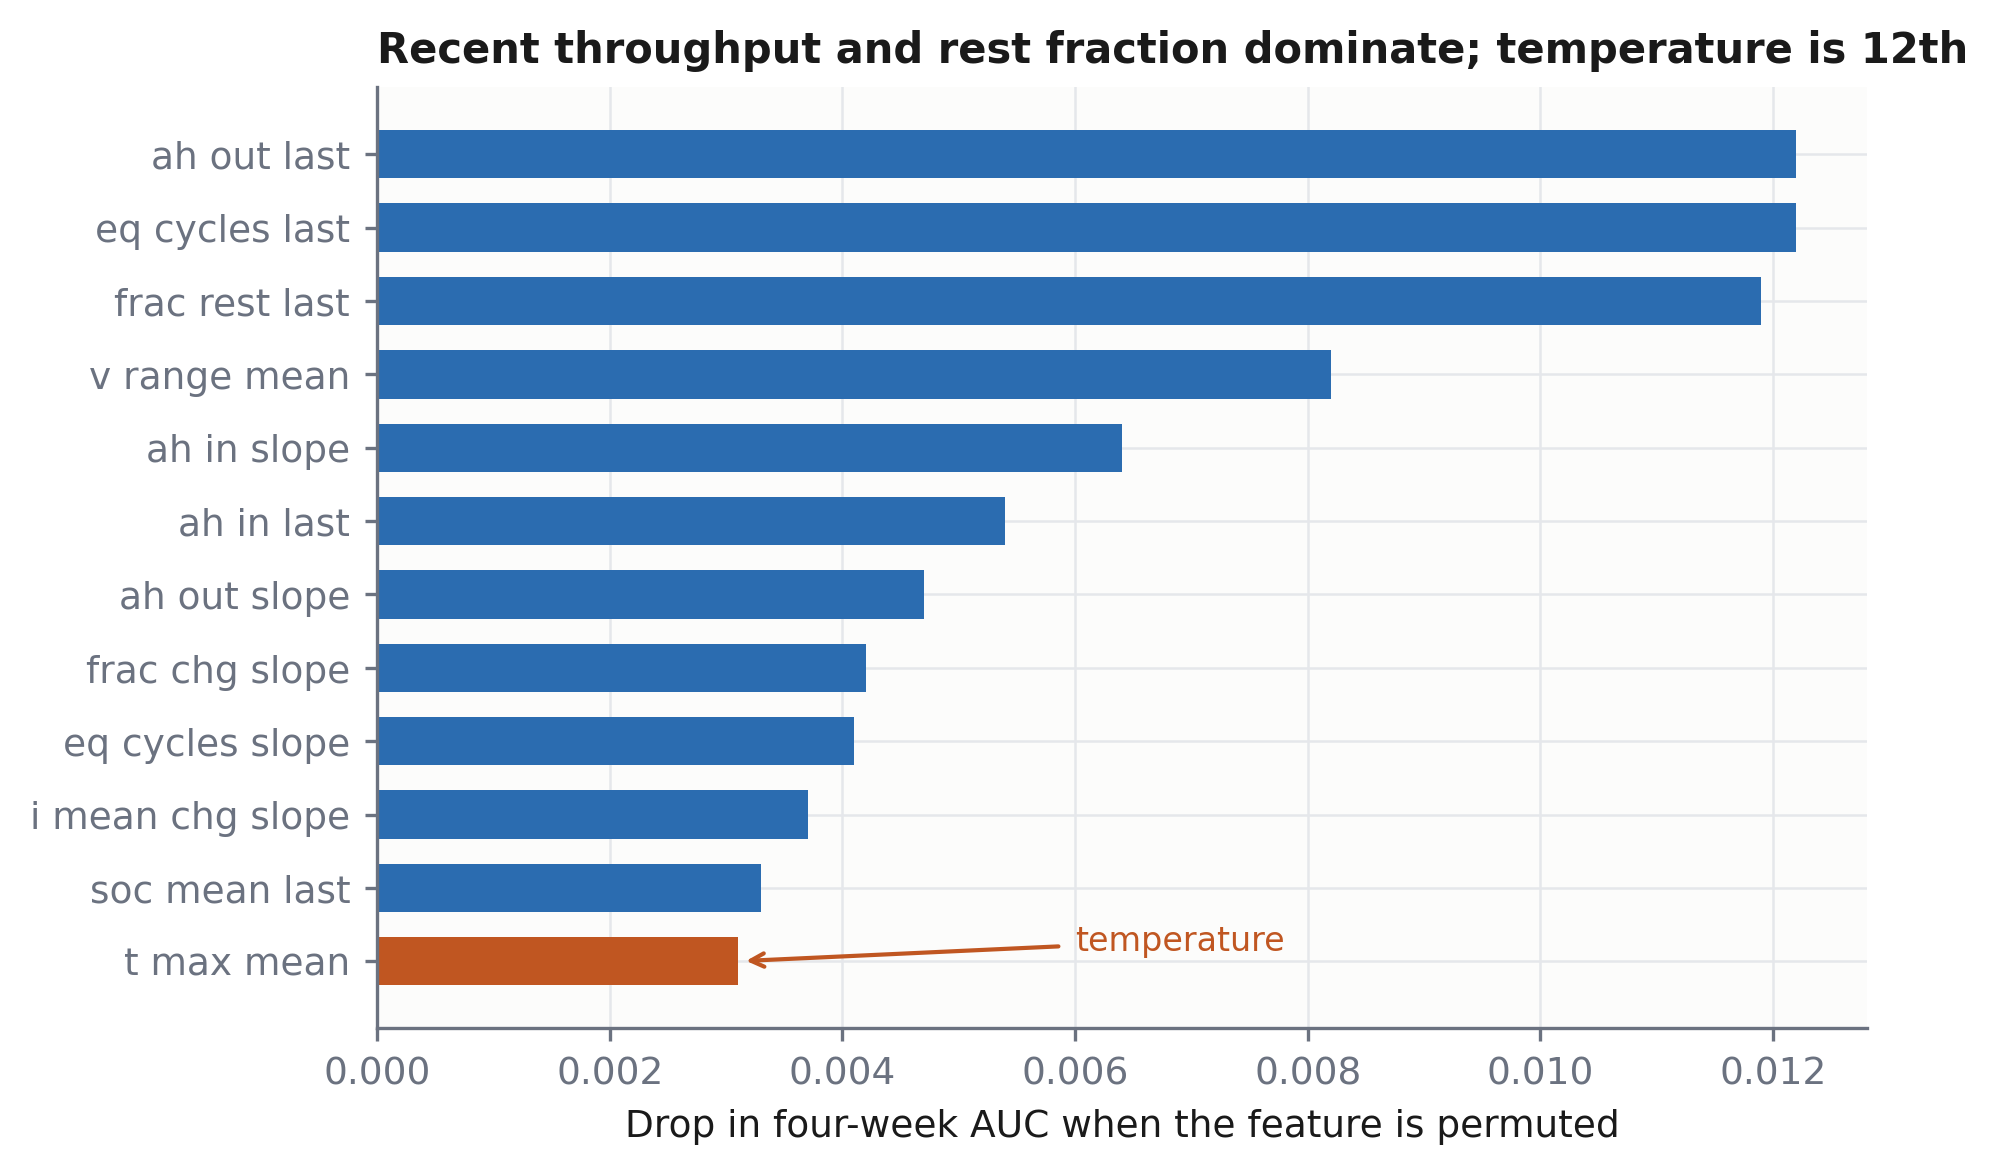 Recent throughput and rest fraction dominate; temperature is 12th
ah out last
eq cycles last
frac rest last
v range mean
ah in slope
ah in last
ah out slope
frac chg slope
eq cycles slope
i mean chg slope
soc mean last
t max mean
temperature
0.000 0.002 0.004 0.006 0.008 0.010 0.012
Drop in four-week AUC when the feature is permuted